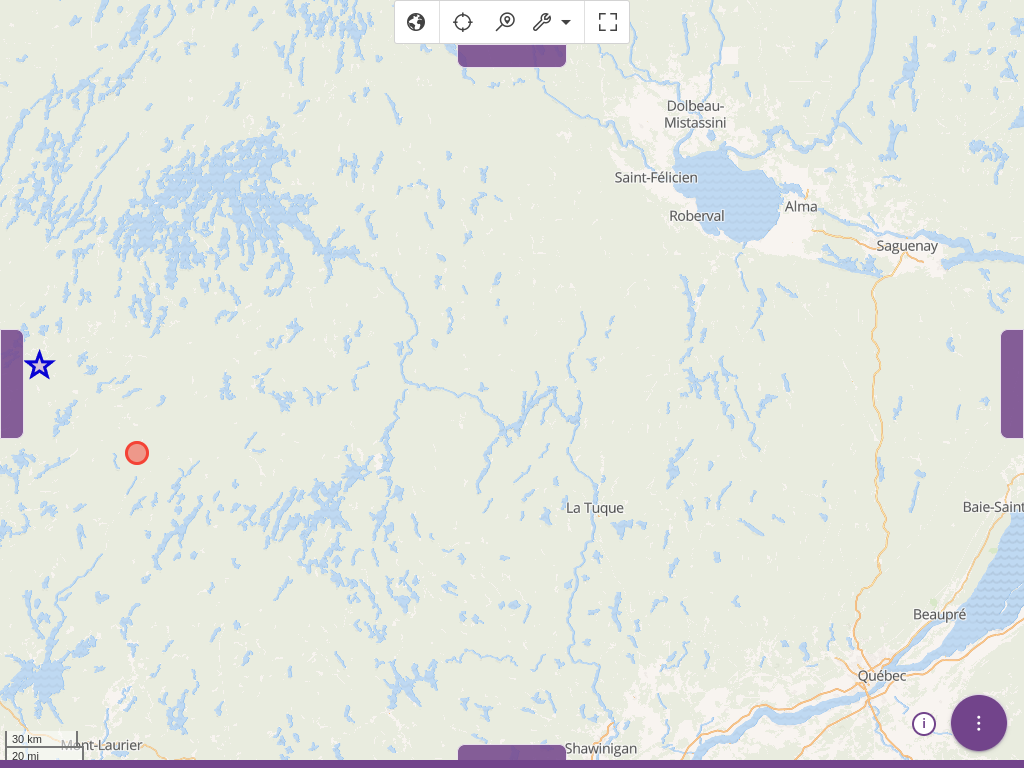 Dolbeau-
Mistassini
Saint-Félicien
Alma
Roberval
Saguenay
La Tuque
Baie-Saint
Beaupré
Québec
30 km
20 mi
Mont-Laurier
Shawinigan